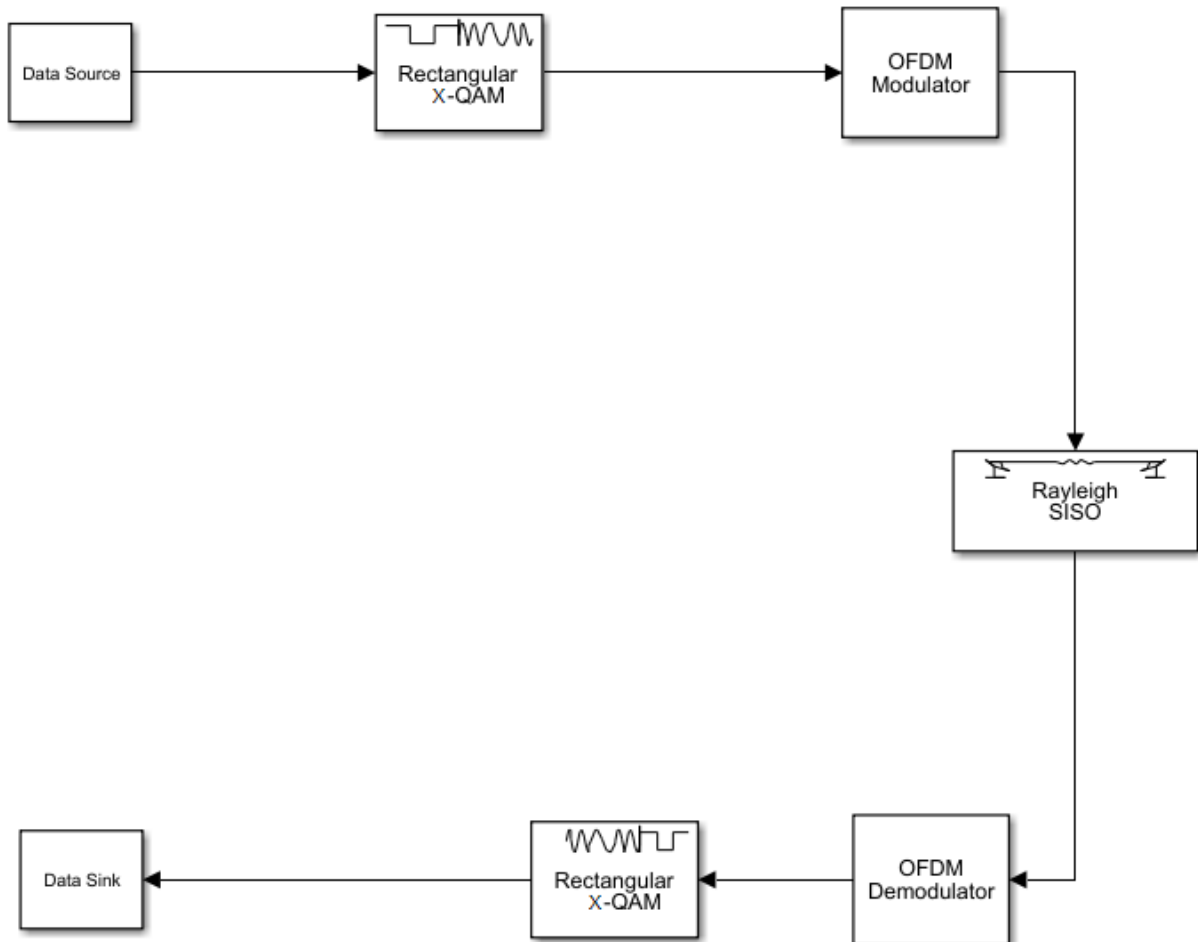 Data Source
Rectangular
X-QAM
OFDM
Modulator
Rayleigh
SISO
OFDM
Demodulator
Rectangular
X-QAM
Data Sink